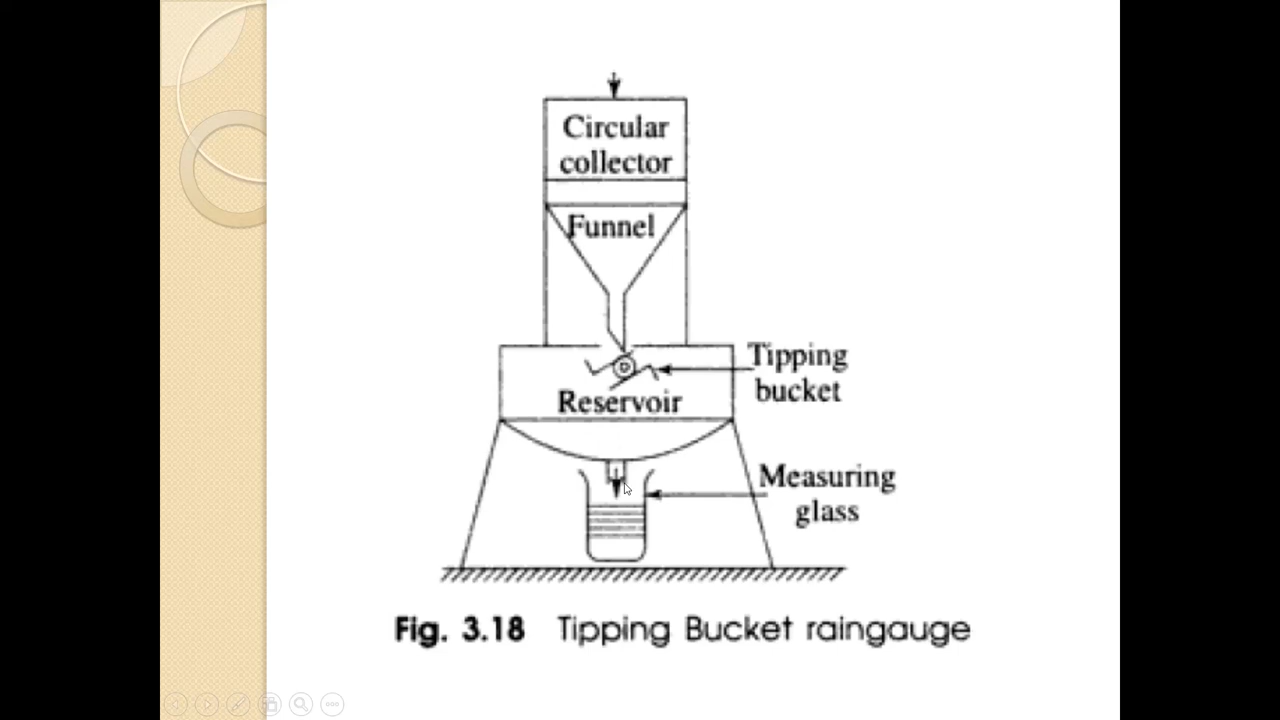 Circular
collector
Funnel
Tipping
bucket
Reservoir
Measuring
glass
Fig. 3.18 Tipping Bucket raingauge